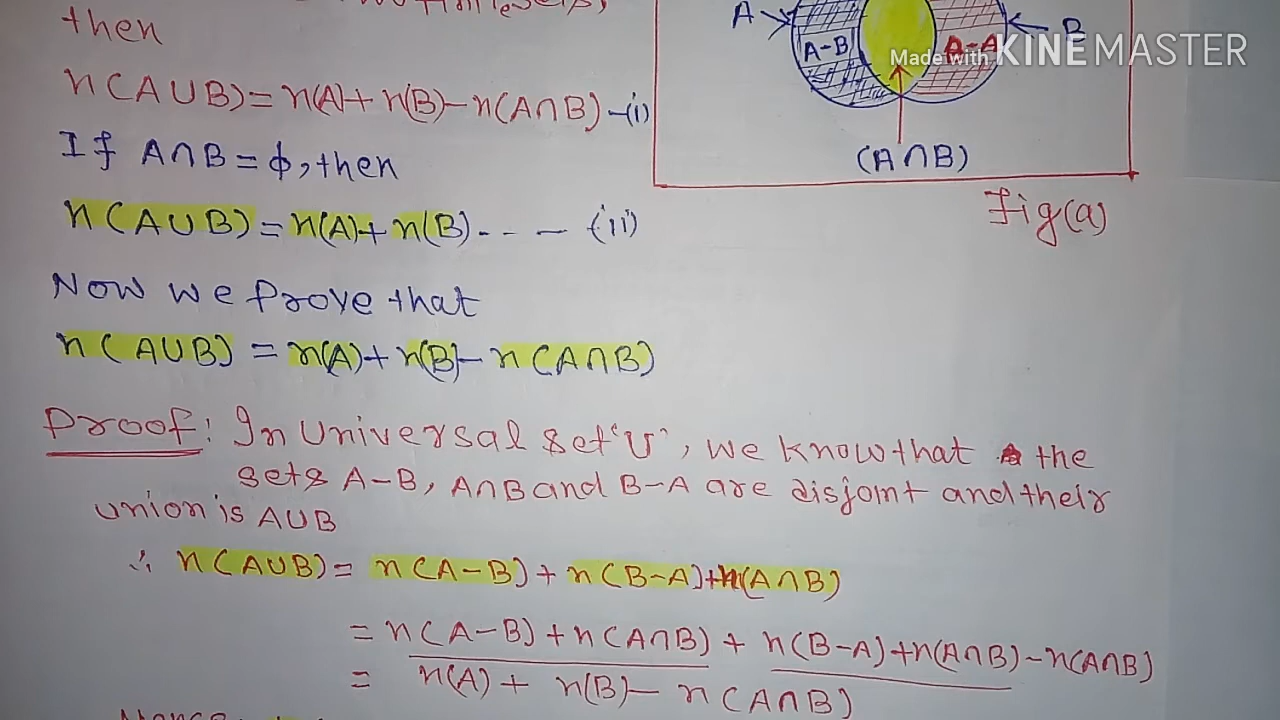 then
n(A∪B)=n(A)+n(B)-n(A∩B)-(i)
If A∩B=ϕ, then
n(A∪B)=n(A)+n(B)---(ii)
Now we prove that
n(A∪B)=n(A)+n(B)-n(A∩B)
Proof: In Universal set 'U', we know that the
sets A-B, A∩B and B-A are disjoint and their
union is A∪B
∴ n(A∪B)=n(A-B)+n(B-A)+n(A∩B)
=n(A-B)+n(A∩B)+n(B-A)+n(A∩B)-n(A∩B)
= n(A)+n(B)-n(A∩B)
A
B
A-B
Made with KINEMASTER
(A∩B)
Fig(a)